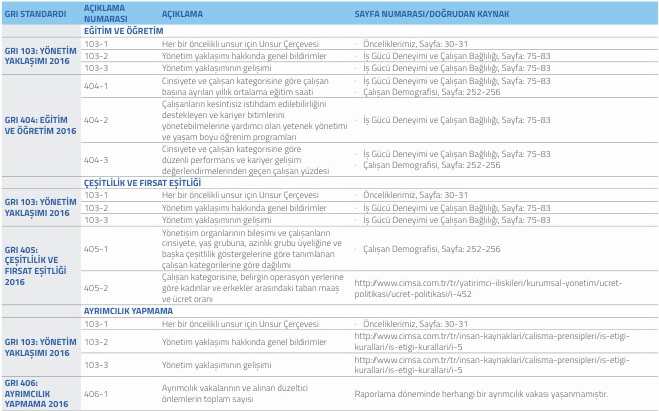 GRI STANDARDI AÇIKLAMA NUMARASI AÇIKLAMA SAYFA NUMARASI/DOĞRUDAN KAYNAK
EĞİTİM VE ÖĞRETİM
GRI 103: YÖNETİM
YAKLAŞIMI 2016
103-1 Her bir öncelikli unsur için Unsur Çerçevesi · Önceliklerimiz, Sayfa: 30-31
103-2 Yönetim yaklaşımı hakkında genel bildirimler · İş Gücü Deneyimi ve Çalışan Bağlılığı, Sayfa: 75-83
103-3 Yönetim yaklaşımının gelişimi · İş Gücü Deneyimi ve Çalışan Bağlılığı, Sayfa: 75-83
GRI 404: EĞİTİM
VE ÖĞRETİM 2016
404-1 Cinsiyete ve çalışan kategorisine göre çalışan
başına ayrılan yıllık ortalama eğitim saati
· İş Gücü Deneyimi ve Çalışan Bağlılığı, Sayfa: 75-83
· Çalışan Demografisi, Sayfa: 252-256
404-2 Çalışanların kesintisiz istihdam edilebilirliğini
destekleyen ve kariyer bitimlerini
yönetebilmelerine yardımcı olan yetenek yönetimi
ve yaşam boyu öğrenim programları
· İş Gücü Deneyimi ve Çalışan Bağlılığı, Sayfa: 75-83
404-3 Cinsiyete ve çalışan kategorisine göre
düzenli performans ve kariyer gelişim
değerlendirmelerinden geçen çalışan yüzdesi
· İş Gücü Deneyimi ve Çalışan Bağlılığı, Sayfa: 75-83
· Çalışan Demografisi, Sayfa: 252-256
ÇEŞİTLİLİK VE FIRSAT EŞİTLİĞİ
GRI 103: YÖNETİM
YAKLAŞIMI 2016
103-1 Her bir öncelikli unsur için Unsur Çerçevesi · Önceliklerimiz, Sayfa: 30-31
103-2 Yönetim yaklaşımı hakkında genel bildirimler · İş Gücü Deneyimi ve Çalışan Bağlılığı, Sayfa: 75-83
103-3 Yönetim yaklaşımının gelişimi · İş Gücü Deneyimi ve Çalışan Bağlılığı, Sayfa: 75-83
GRI 405:
ÇEŞİTLİLİK VE
FIRSAT EŞİTLİĞİ
2016
405-1 Yönetişim organlarının bileşimi ve çalışanların
cinsiyete, yaş grubuna, azınlık grubu üyeliğine ve
başka çeşitlilik göstergelerine göre tanımlanan
çalışan kategorilerine göre dağılımı
· Çalışan Demografisi, Sayfa: 252-256
405-2 Çalışan kategorisine, belirgin operasyon yerlerine
göre kadınlar ve erkekler arasındaki taban maaş
ve ücret oranı
http://www.cimsa.com.tr/tr/yatirimci-iliskileri/kurumsal-yonetim/ucret-
politikasi/ucret-politikasi/i-452
AYRIMCILIK YAPMAMA
GRI 103: YÖNETİM
YAKLAŞIMI 2016
103-1 Her bir öncelikli unsur için Unsur Çerçevesi · Önceliklerimiz, Sayfa: 30-31
103-2 Yönetim yaklaşımı hakkında genel bildirimler
http://www.cimsa.com.tr/tr/insan-kaynaklari/calisma-prensipleri/is-etigi-
kurallari/is-etigi-kurallari/i-5
103-3 Yönetim yaklaşımının gelişimi
http://www.cimsa.com.tr/tr/insan-kaynaklari/calisma-prensipleri/is-etigi-
kurallari/is-etigi-kurallari/i-5
GRI 406:
AYRIMCILIK
YAPMAMA 2016
406-1 Ayrımcılık vakalarının ve alınan düzeltici
önlemlerin toplam sayısı
Raporlama döneminde herhangi bir ayrımcılık vakası yaşanmamıştır.